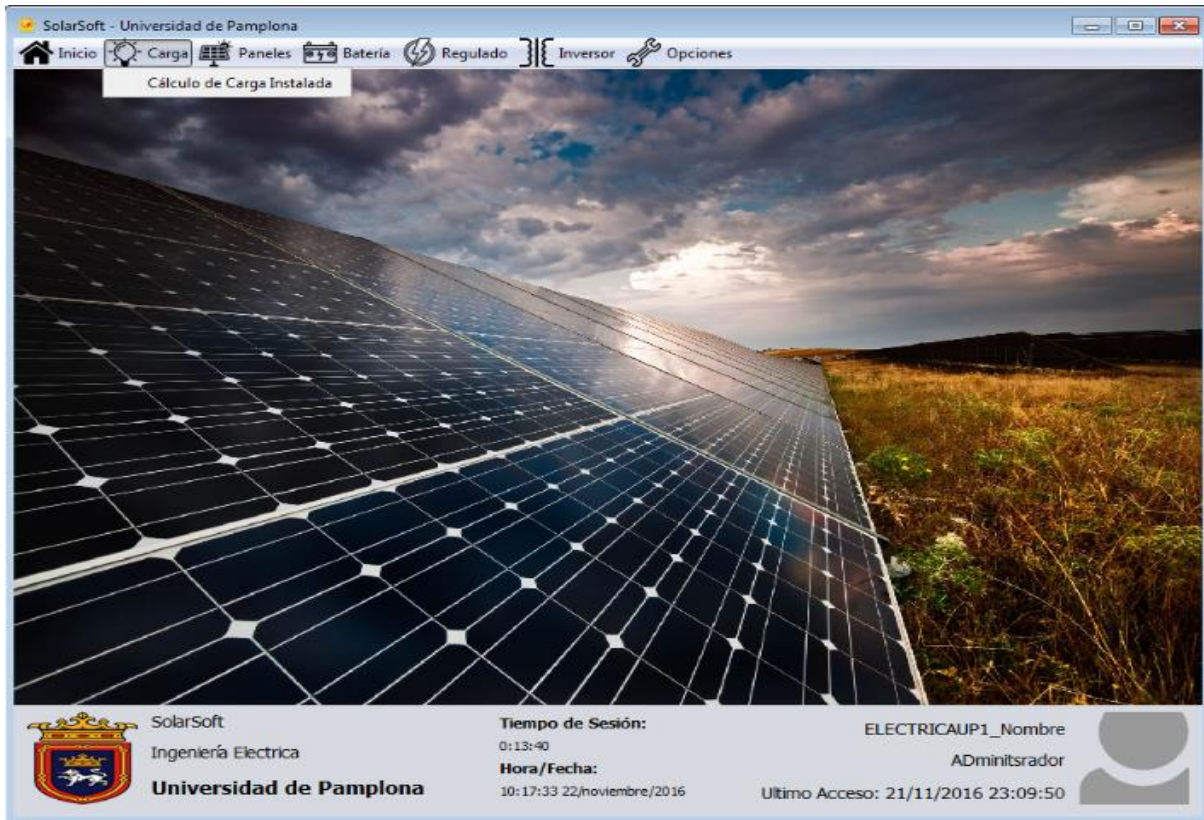 SolarSoft - Universidad de Pamplona
Inicio Carga Paneles Batería Regulado Inversor Opciones
Cálculo de Carga Instalada
SolarSoft
Ingeniería Electrica
Universidad de Pamplona
Tiempo de Sesión:
0:13:40
Hora/Fecha:
10:17:33 22/noviembre/2016
ELECTRICAUP1_Nombre
ADminitsrador
Ultimo Acceso: 21/11/2016 23:09:50